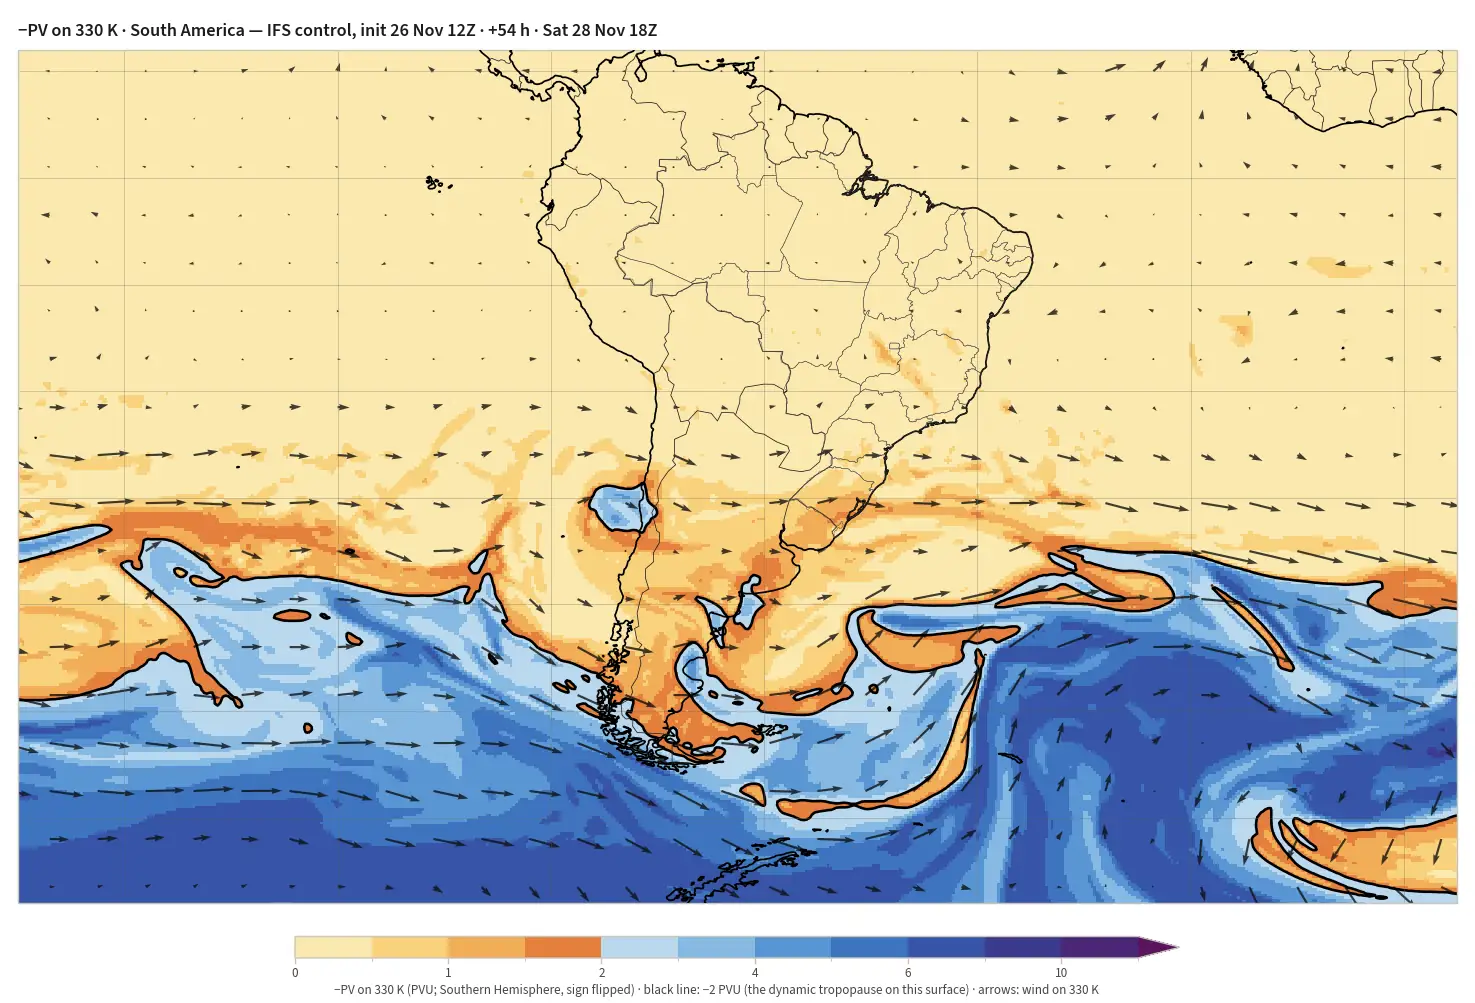 −PV on 330 K · South America — IFS control, init 26 Nov 12Z · +54 h · Sat 28 Nov 18Z
0 1 2 4 6 10
−PV on 330 K (PVU; Southern Hemisphere, sign flipped) · black line: −2 PVU (the dynamic tropopause on this surface) · arrows: wind on 330 K